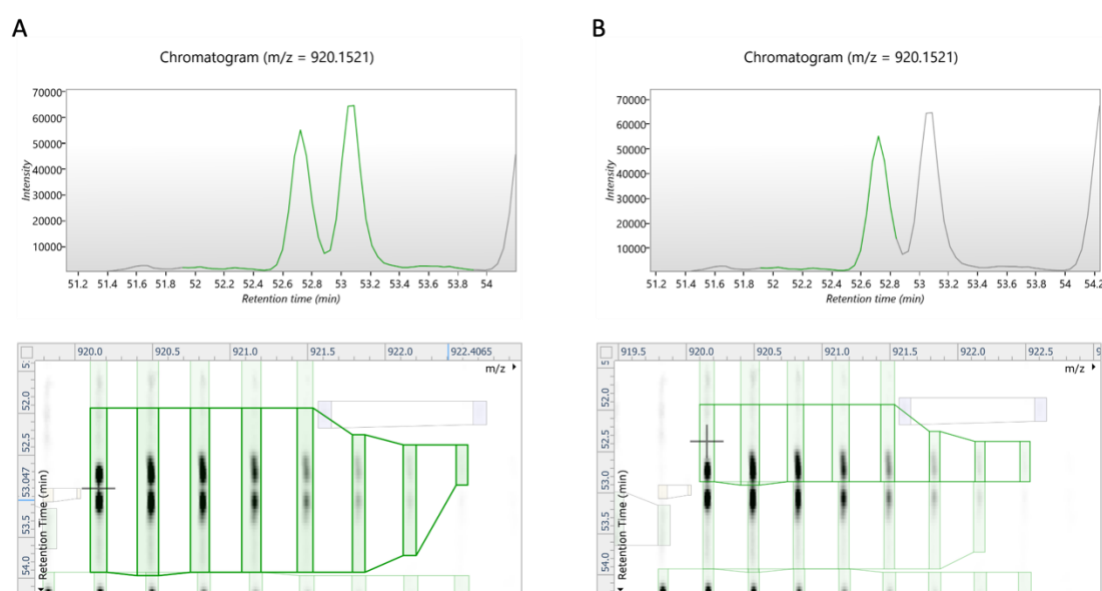 A
B
Chromatogram (m/z = 920.1521)
Chromatogram (m/z = 920.1521)
Intensity
70000
60000
50000
40000
30000
20000
10000
51.2 51.4 51.6 51.8 52 52.2 52.4 52.6 52.8 53 53.2 53.4 53.6 53.8 54
Retention time (min)
Intensity
70000
60000
50000
40000
30000
20000
10000
51.2 51.4 51.6 51.8 52 52.2 52.4 52.6 52.8 53 53.2 53.4 53.6 53.8 54 54.2
Retention time (min)
920.0 920.5 921.0 921.5 922.0 922.4065
m/z
52.0
52.5
53.047
53.5
54.0
Retention Time (min)
919.5 920.0 920.5 921.0 921.5 922.0 922.5
m/z
52.0
52.5
53.0
53.5
54.0
Retention Time (min)